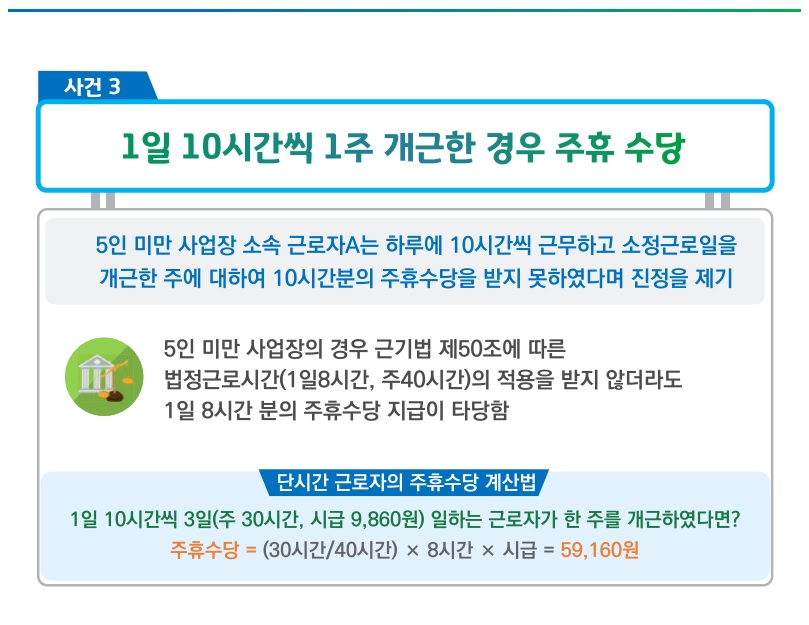 사건 3
1일 10시간씩 1주 개근한 경우 주휴 수당
5인 미만 사업장 소속 근로자A는 하루에 10시간씩 근무하고 소정근로일을
개근한 주에 대하여 10시간분의 주휴수당을 받지 못하였다며 진정을 제기
5인 미만 사업장의 경우 근기법 제50조에 따른
법정근로시간(1일8시간, 주40시간)의 적용을 받지 않더라도
1일 8시간 분의 주휴수당 지급이 타당함
단시간 근로자의 주휴수당 계산법
1일 10시간씩 3일(주 30시간, 시급 9,860원) 일하는 근로자가 한 주를 개근하였다면?
주휴수당 = (30시간/40시간) × 8시간 × 시급 = 59,160원